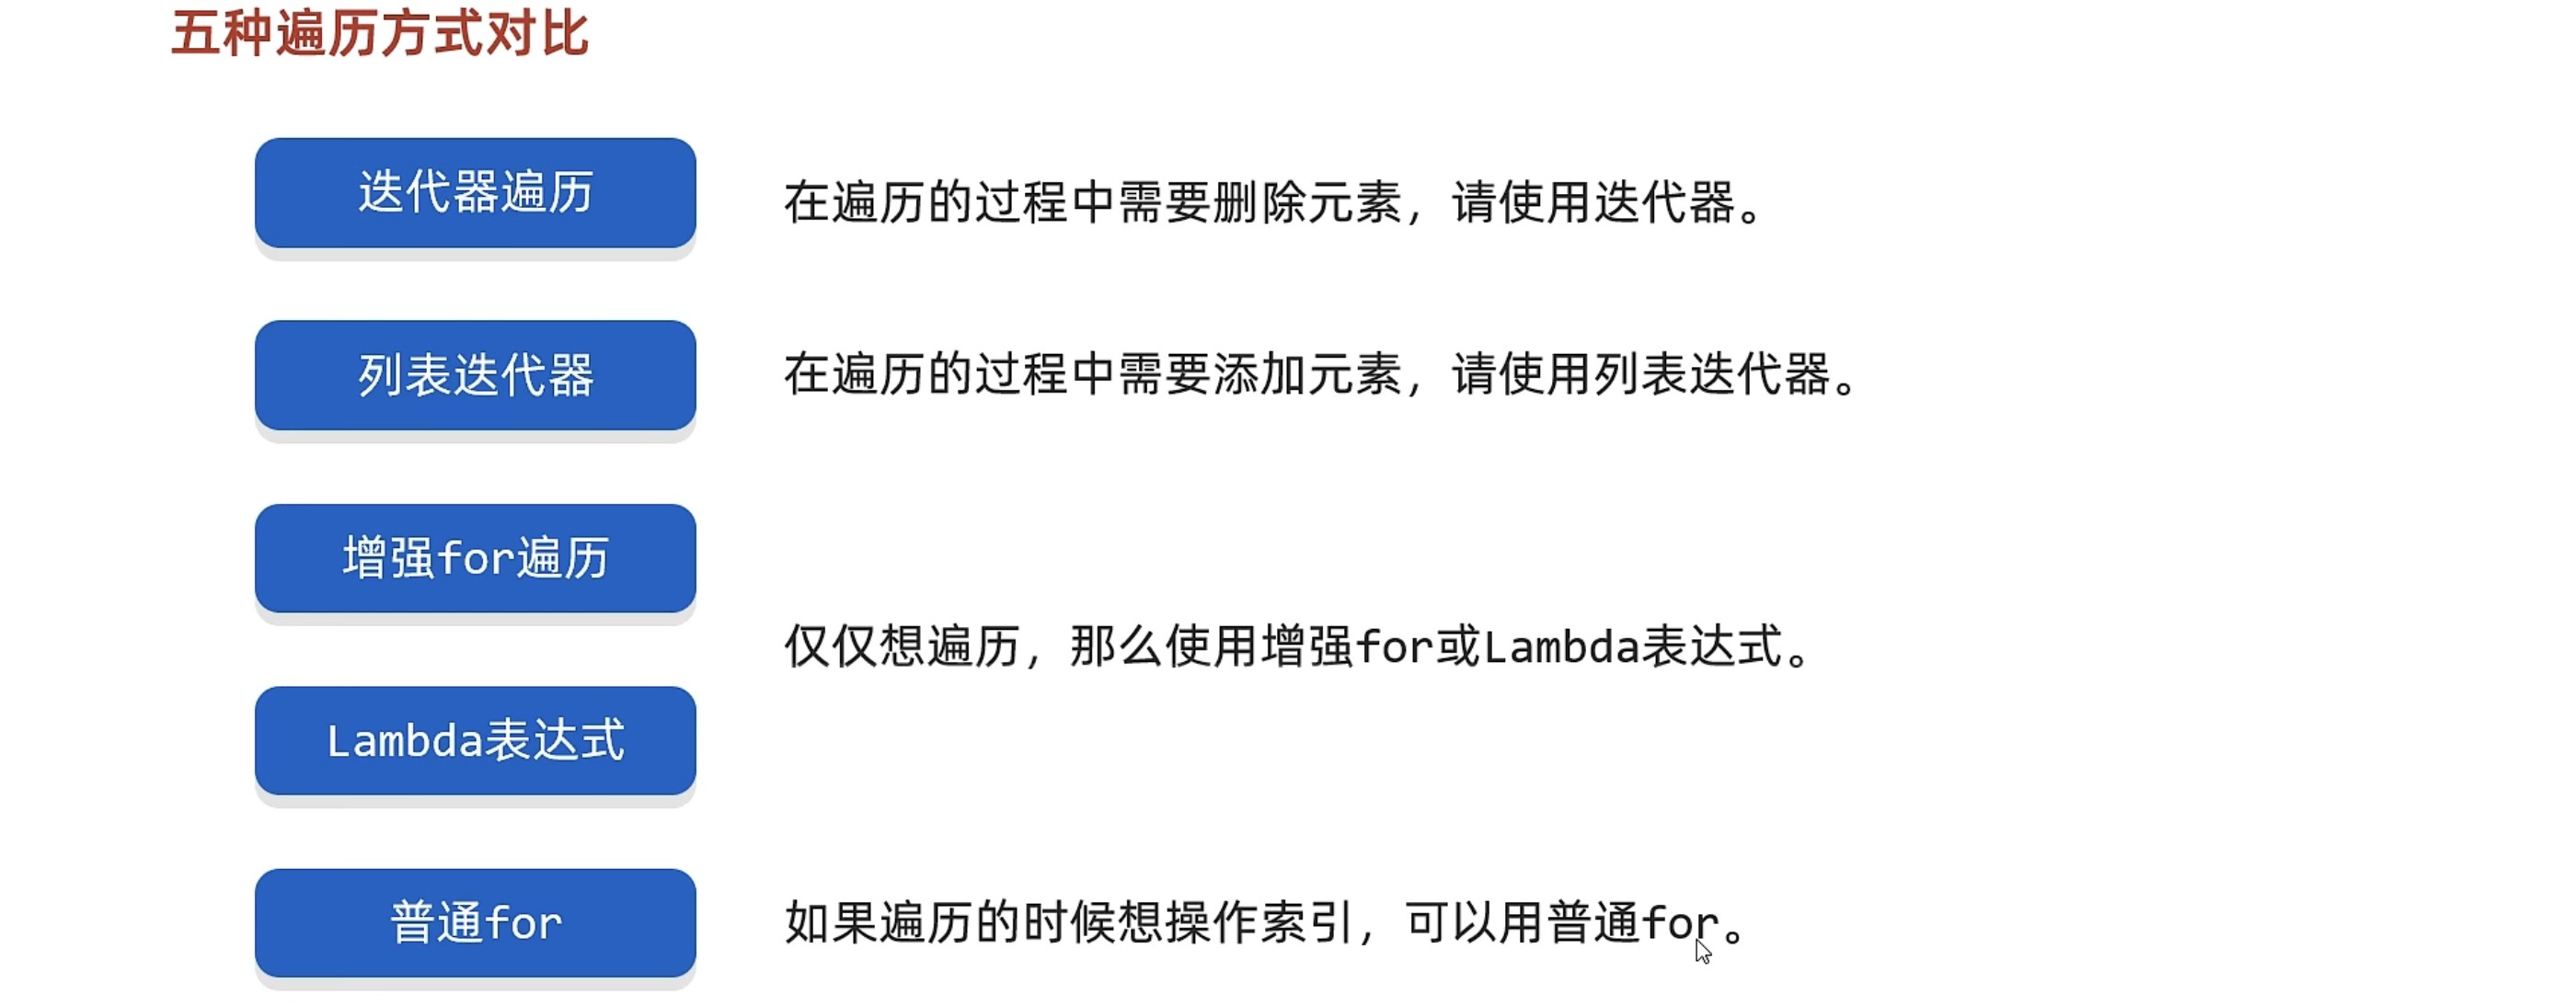 五种遍历方式对比
迭代器遍历
在遍历的过程中需要删除元素，请使用迭代器。
列表迭代器
在遍历的过程中需要添加元素，请使用列表迭代器。
增强for遍历
仅仅想遍历，那么使用增强for或Lambda表达式。
Lambda表达式
普通for
如果遍历的时候想操作索引，可以用普通for。